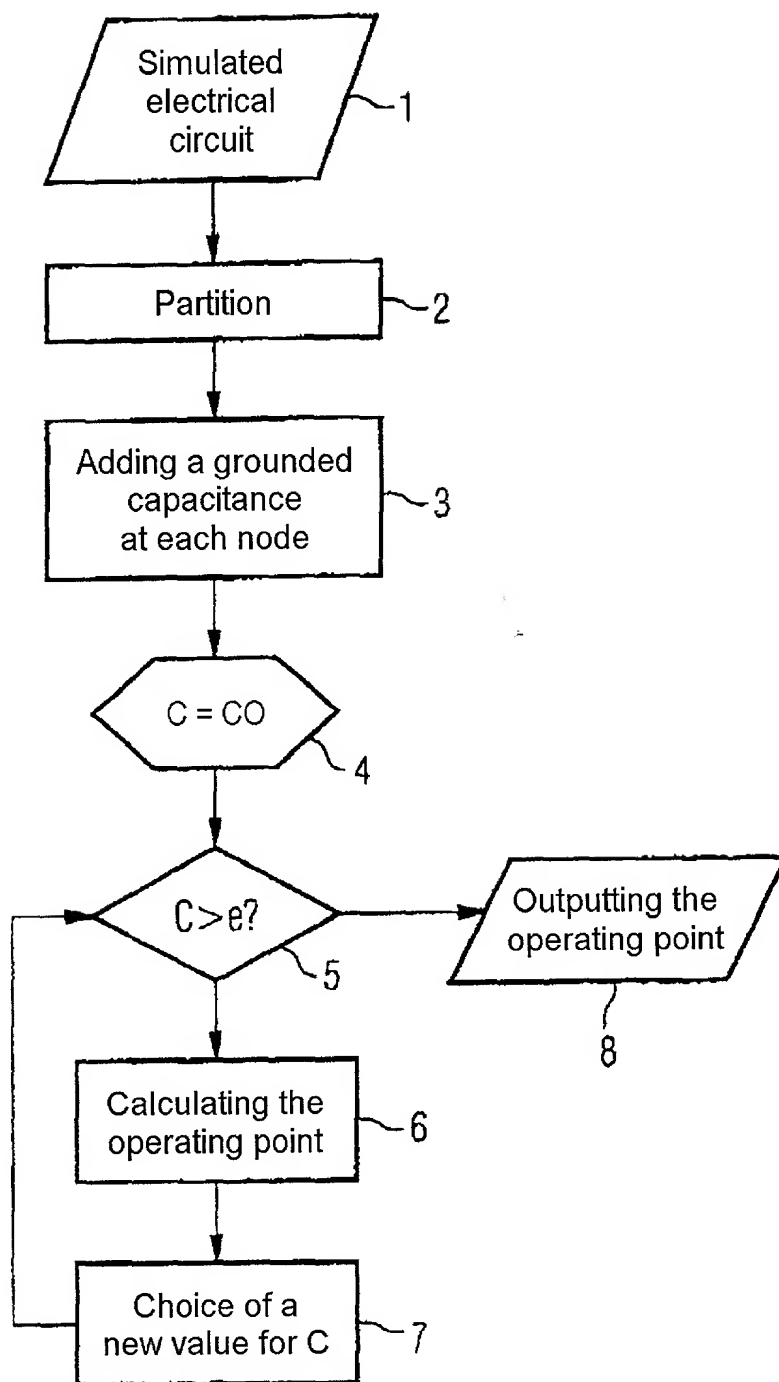 Simulated
electrical
circuit
1
Partition
2
Adding a grounded
capacitance
at each node
3
C = CO
4
C>e?
5
Outputting the
operating point
8
Calculating the
operating point
6
Choice of a
new value for C
7